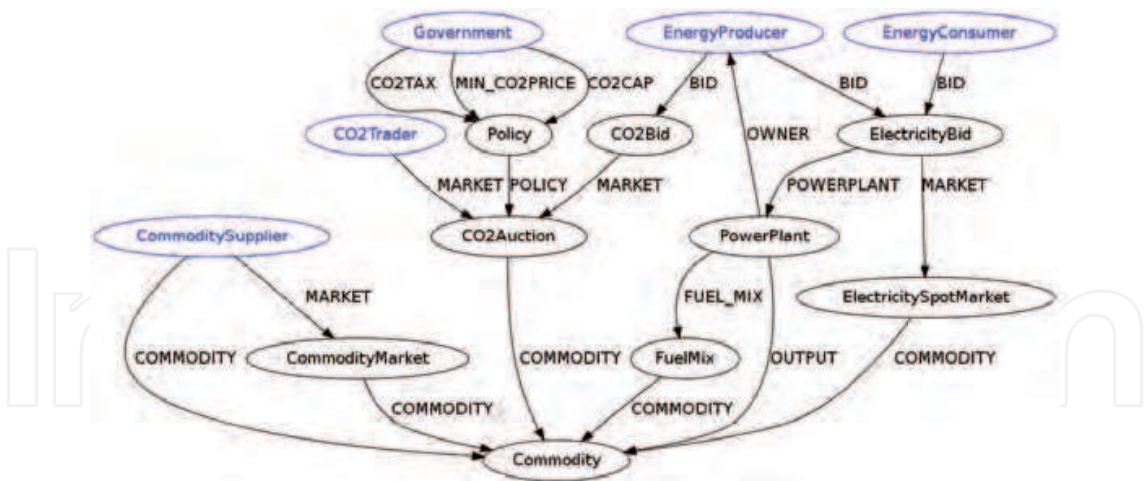 Government
EnergyProducer
EnergyConsumer
CO2TAX
MIN_CO2PRICE
CO2CAP
BID
BID
BID
CO2Trader
Policy
CO2Bid
OWNER
ElectricityBid
MARKET
POLICY
MARKET
POWERPLANT
MARKET
CommoditySupplier
CO2Auction
PowerPlant
MARKET
FUEL_MIX
ElectricitySpotMarket
COMMODITY
CommodityMarket
COMMODITY
FuelMix
OUTPUT
COMMODITY
COMMODITY
COMMODITY
Commodity